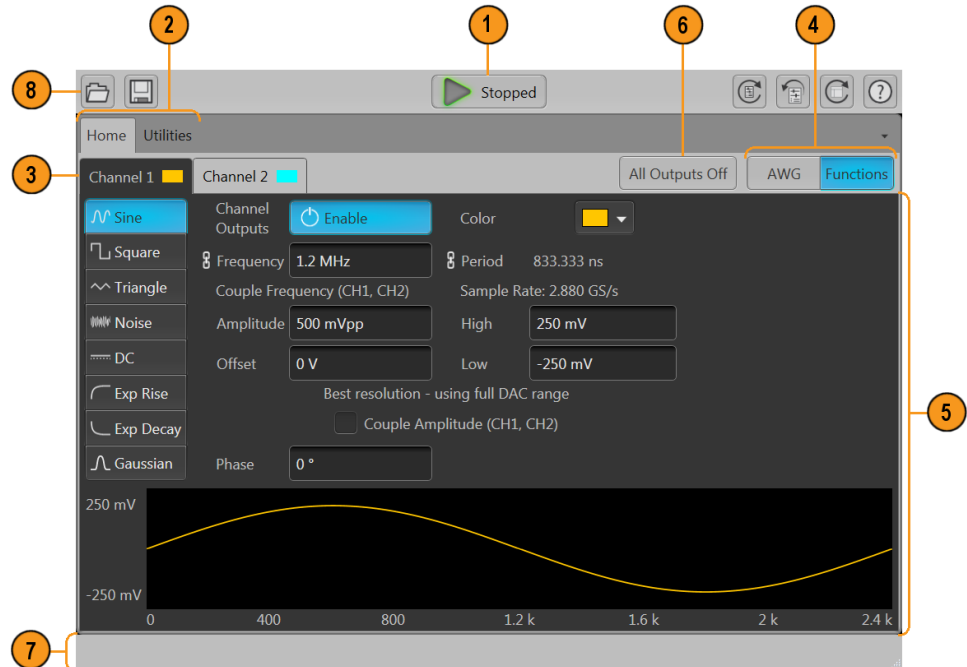 2
1
6
4
8
Stopped
?
Home Utilities
3
Channel 1 Channel 2 All Outputs Off AWG Functions
Sine Channel Outputs Enable Color
Square Frequency 1.2 MHz Period 833.333 ns
Triangle Couple Frequency (CH1, CH2) Sample Rate: 2.880 GS/s
Noise Amplitude 500 mVpp High 250 mV
DC Offset 0 V Low -250 mV
Exp Rise Best resolution - using full DAC range
5
Exp Decay Couple Amplitude (CH1, CH2)
Gaussian Phase 0 °
250 mV
-250 mV
0 400 800 1.2 k 1.6 k 2 k 2.4 k
7